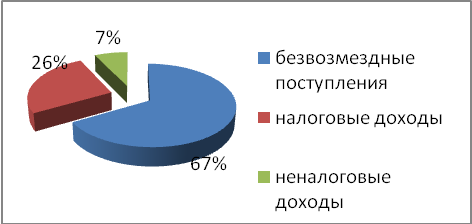 7%
26%
67%
безвозмездные
поступления
налоговые доходы
неналоговые
доходы